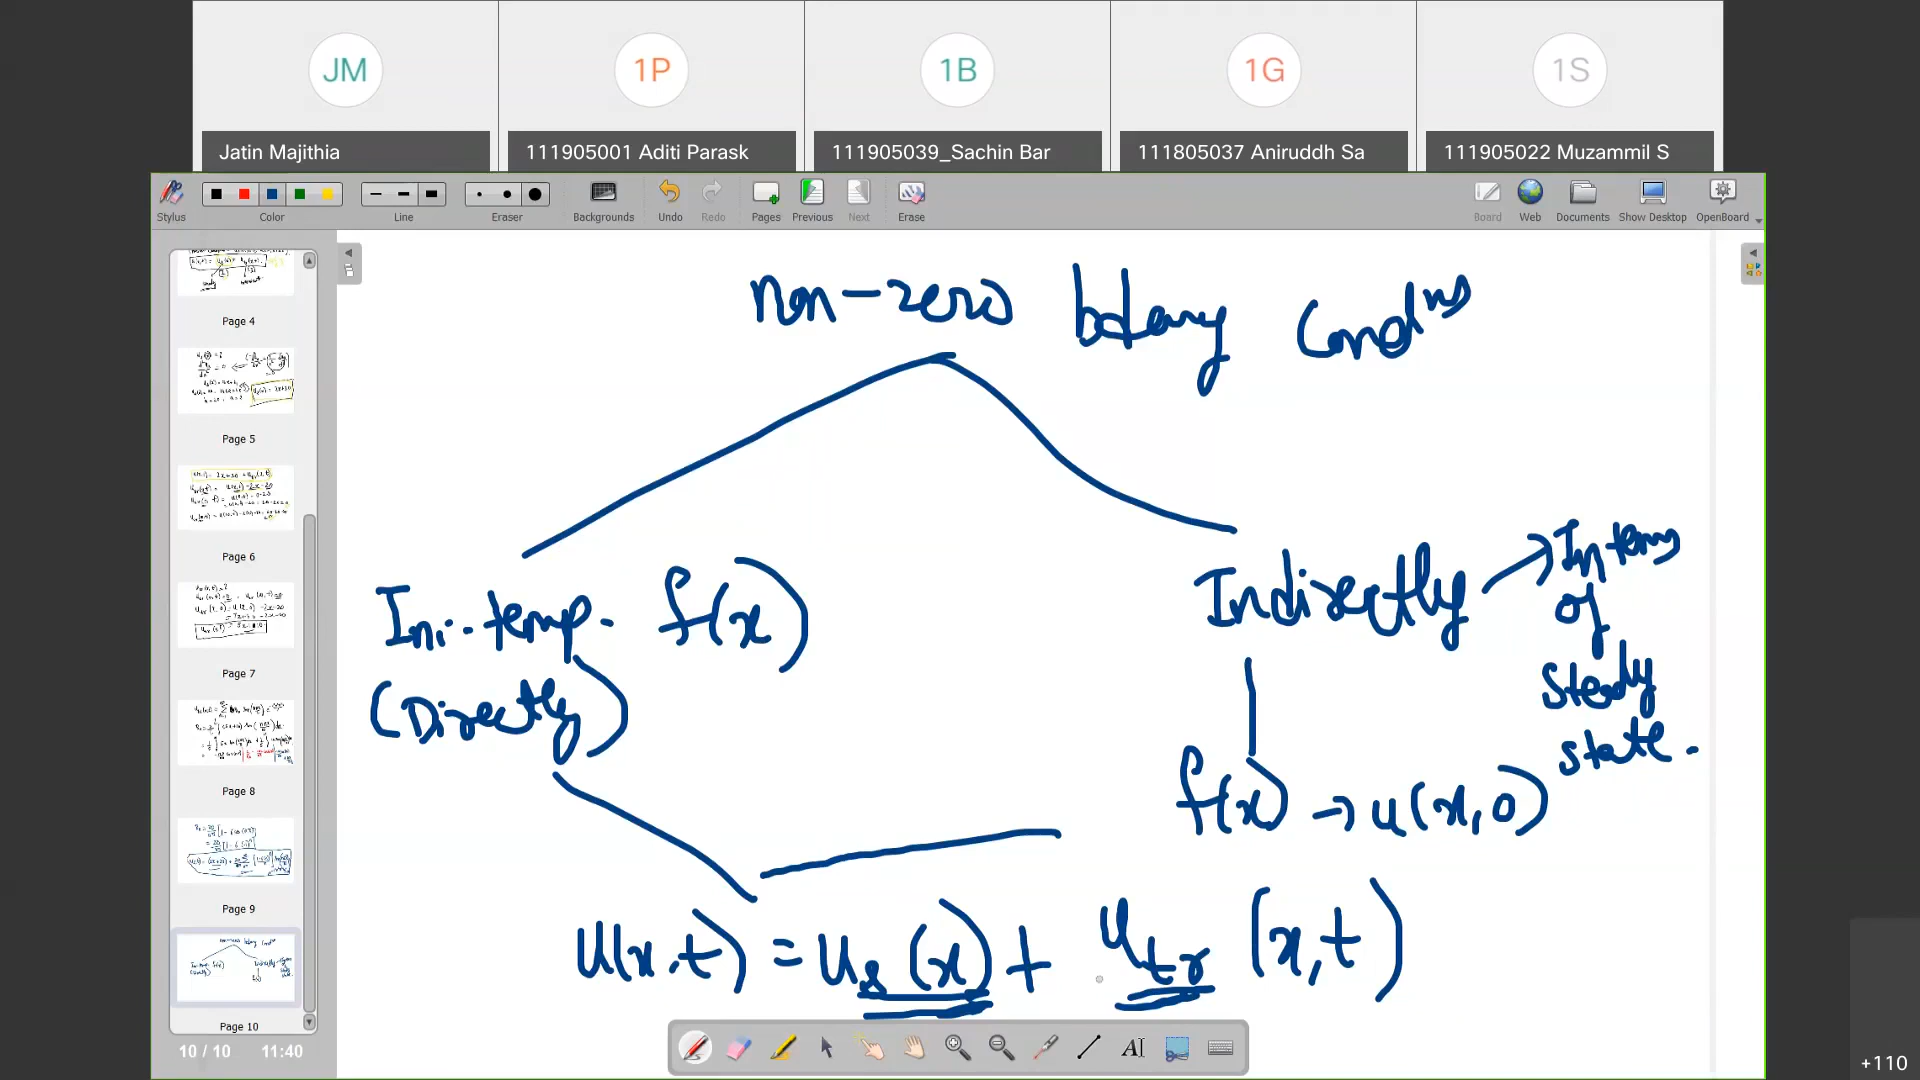 JM
1P
1B
1G
1S
Jatin Majithia
111905001 Aditi Parask
111905039_Sachin Bar
111805037 Aniruddh Sa
111905022 Muzammil S
Stylus
Color
Line
Eraser
Backgrounds
Undo
Redo
Pages
Previous
Next
Erase
Board
Web
Documents
Show Desktop
OpenBoard
Page 4
Page 5
Page 6
Page 7
Page 8
Page 9
Page 10
10 / 10 11:40
non-zero bdary Condⁿˢ
Ini.-temp. f(x)
(Directly)
Indirectly → In terms
of
steady
state.
f(x) → u(x,0)
u(x,t) = uₛ(x) + u_tr (x,t)
+110